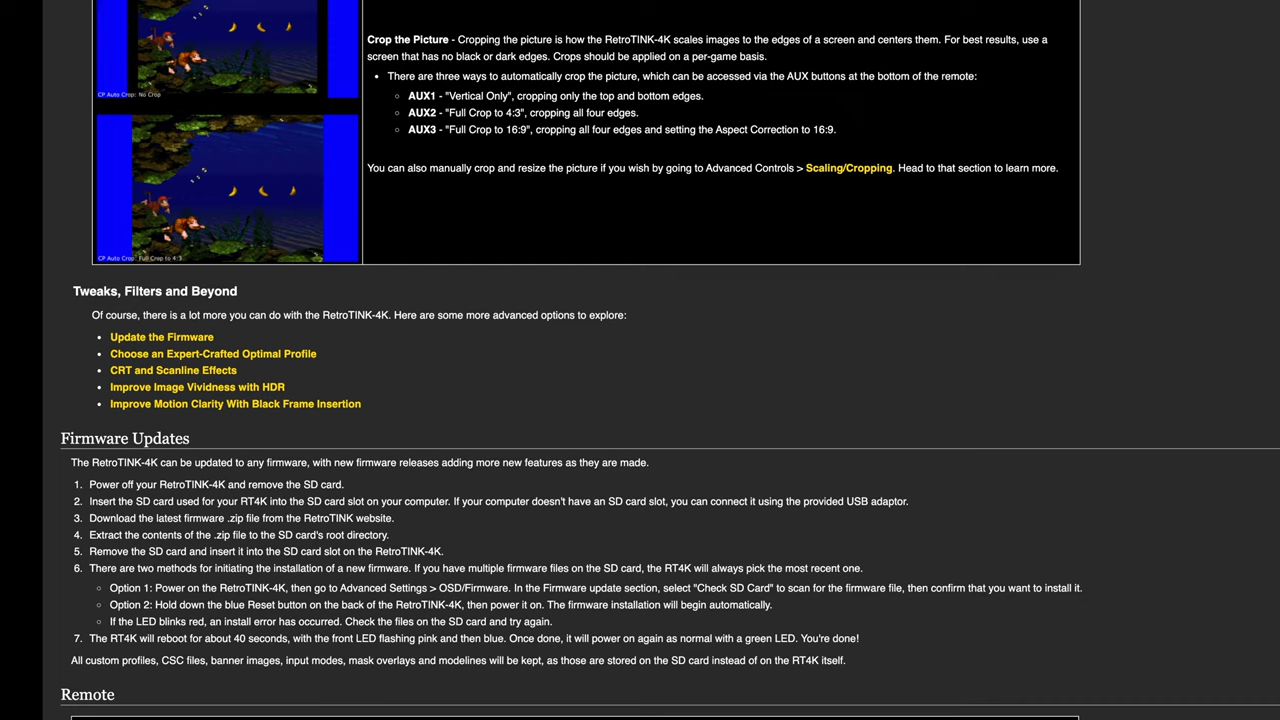 CP Auto Crop: No Crop
CP Auto Crop: Full Crop to 4:3
Crop the Picture - Cropping the picture is how the RetroTINK-4K scales images to the edges of a screen and centers them. For best results, use a
screen that has no black or dark edges. Crops should be applied on a per-game basis.
• There are three ways to automatically crop the picture, which can be accessed via the AUX buttons at the bottom of the remote:
○ AUX1 - "Vertical Only", cropping only the top and bottom edges.
○ AUX2 - "Full Crop to 4:3", cropping all four edges.
○ AUX3 - "Full Crop to 16:9", cropping all four edges and setting the Aspect Correction to 16:9.
You can also manually crop and resize the picture if you wish by going to Advanced Controls > Scaling/Cropping. Head to that section to learn more.
Tweaks, Filters and Beyond
Of course, there is a lot more you can do with the RetroTINK-4K. Here are some more advanced options to explore:
• Update the Firmware
• Choose an Expert-Crafted Optimal Profile
• CRT and Scanline Effects
• Improve Image Vividness with HDR
• Improve Motion Clarity With Black Frame Insertion
Firmware Updates
The RetroTINK-4K can be updated to any firmware, with new firmware releases adding more new features as they are made.
1. Power off your RetroTINK-4K and remove the SD card.
2. Insert the SD card used for your RT4K into the SD card slot on your computer. If your computer doesn't have an SD card slot, you can connect it using the provided USB adaptor.
3. Download the latest firmware .zip file from the RetroTINK website.
4. Extract the contents of the .zip file to the SD card's root directory.
5. Remove the SD card and insert it into the SD card slot on the RetroTINK-4K.
6. There are two methods for initiating the installation of a new firmware. If you have multiple firmware files on the SD card, the RT4K will always pick the most recent one.
○ Option 1: Power on the RetroTINK-4K, then go to Advanced Settings > OSD/Firmware. In the Firmware update section, select "Check SD Card" to scan for the firmware file, then confirm that you want to install it.
○ Option 2: Hold down the blue Reset button on the back of the RetroTINK-4K, then power it on. The firmware installation will begin automatically.
○ If the LED blinks red, an install error has occurred. Check the files on the SD card and try again.
7. The RT4K will reboot for about 40 seconds, with the front LED flashing pink and then blue. Once done, it will power on again as normal with a green LED. You're done!
All custom profiles, CSC files, banner images, input modes, mask overlays and modelines will be kept, as those are stored on the SD card instead of on the RT4K itself.
Remote